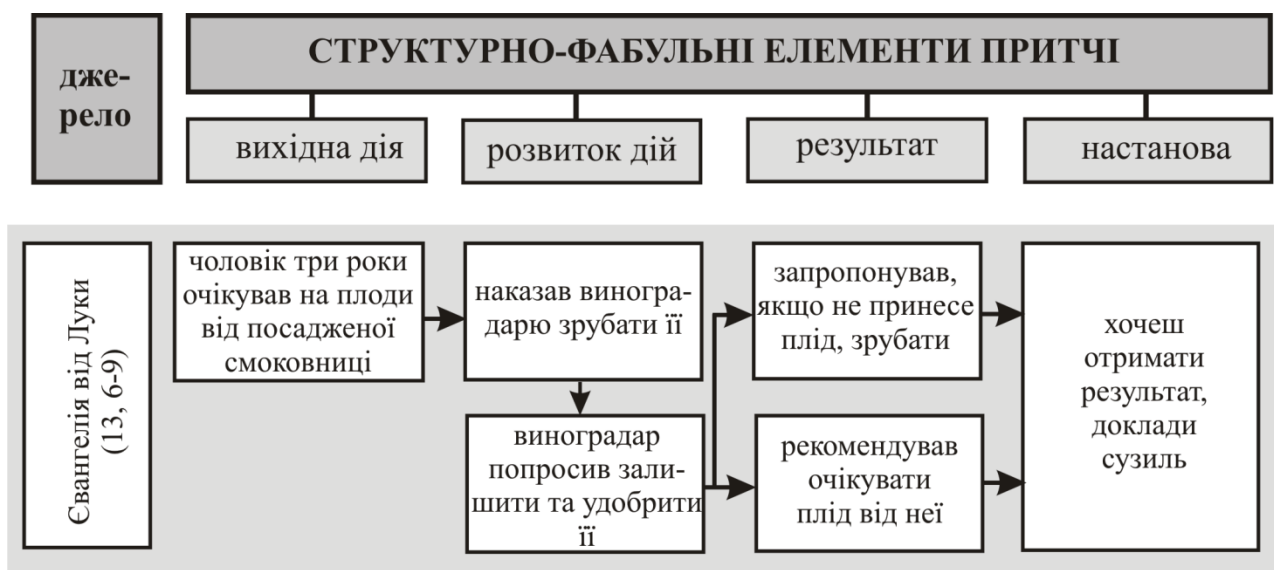 дже-
рело
СТРУКТУРНО-ФАБУЛЬНІ ЕЛЕМЕНТИ ПРИТЧІ
вихідна дія
розвиток дій
результат
настанова
Євангелія від Луки
(13, 6-9)
чоловік три роки
очікував на плоди
від посадженої
смоковниці
наказав виногра-
дарю зрубати її
виноградар
попросив зали-
шити та удобрити
її
запропонував,
якщо не принесе
плід, зрубати
рекомендував
очікувати
плід від неї
хочеш
отримати
результат,
доклади
сузиль